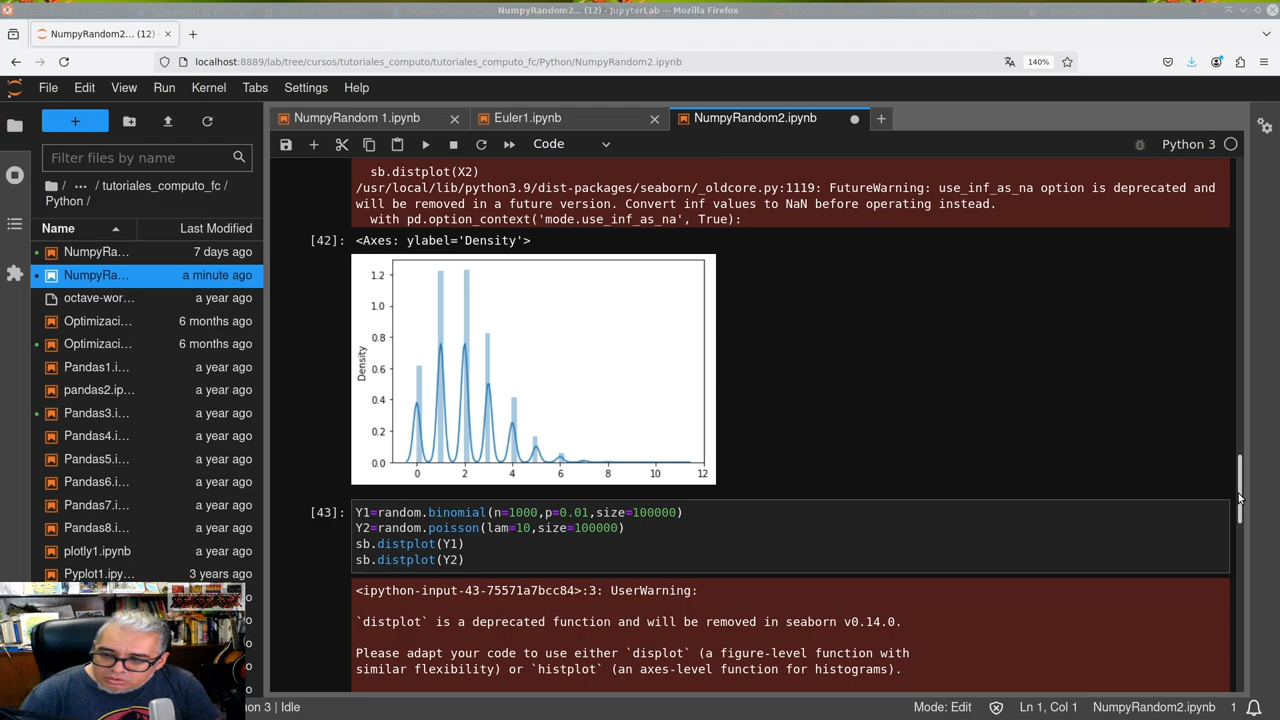 NumpyRandom2... (12) - JupyterLab — Mozilla Firefox
NumpyRandom2... (12)
localhost:8889/lab/tree/cursos/tutoriales_computo/tutoriales_computo_fc/Python/NumpyRandom2.ipynb
140%
File Edit View Run Kernel Tabs Settings Help
NumpyRandom 1.ipynb
Euler1.ipynb
NumpyRandom2.ipynb
Code
Python 3
Filter files by name
/ ... / tutoriales_computo_fc /
Python /
Name Last Modified
NumpyRa... 7 days ago
NumpyRa... a minute ago
octave-wor... a year ago
Optimizaci... 6 months ago
Optimizaci... 6 months ago
Pandas1.i... a year ago
pandas2.ip... a year ago
Pandas3.i... a year ago
Pandas4.i... a year ago
Pandas5.i... a year ago
Pandas6.i... a year ago
Pandas7.i... a year ago
Pandas8.i... a year ago
plotly1.ipynb a year ago
Pyplot1.ipy... 3 years ago
sb.distplot(X2)
/usr/local/lib/python3.9/dist-packages/seaborn/_oldcore.py:1119: FutureWarning: use_inf_as_na option is deprecated and
will be removed in a future version. Convert inf values to NaN before operating instead.
with pd.option_context('mode.use_inf_as_na', True):
[42]: <Axes: ylabel='Density'>
1.2
1.0
0.8
0.6
0.4
0.2
0.0
Density
0 2 4 6 8 10 12
[43]: Y1=random.binomial(n=1000,p=0.01,size=100000)
Y2=random.poisson(lam=10,size=100000)
sb.distplot(Y1)
sb.distplot(Y2)
<ipython-input-43-75571a7bcc84>:3: UserWarning:
`distplot` is a deprecated function and will be removed in seaborn v0.14.0.
Please adapt your code to use either `displot` (a figure-level function with
similar flexibility) or `histplot` (an axes-level function for histograms).
on 3 | Idle
Mode: Edit
Ln 1, Col 1
NumpyRandom2.ipynb
1